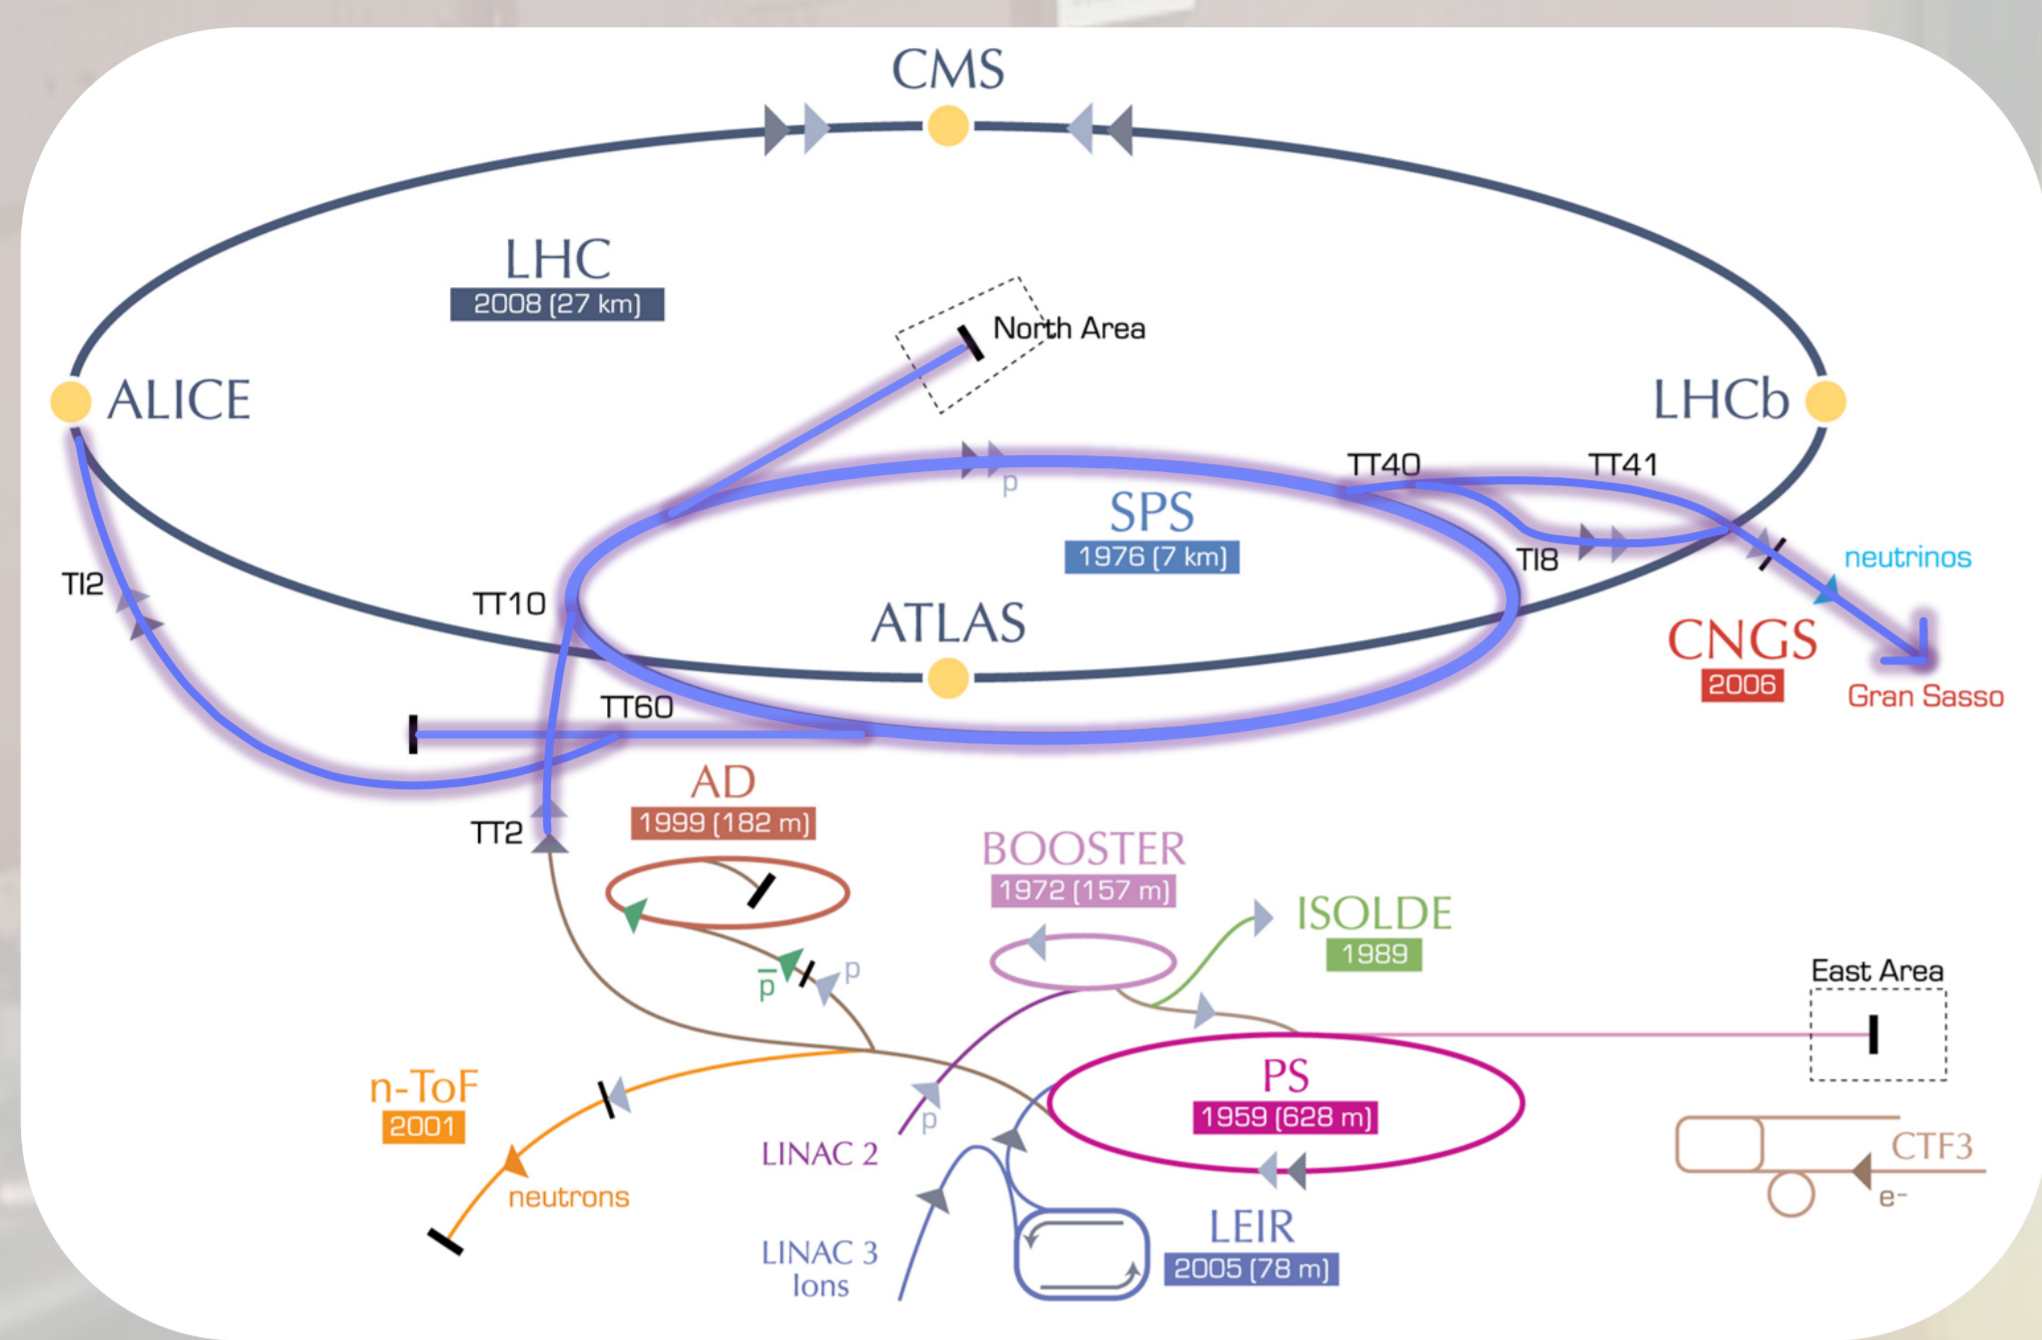 CMS
LHC
2008 (27 km)
North Area
ALICE
LHCb
TT40
TT41
p
SPS
1976 (7 km)
TI8
neutrinos
TI2
TT10
ATLAS
CNGS
2006
Gran Sasso
TT60
AD
1999 (182 m)
TT2
BOOSTER
1972 (157 m)
ISOLDE
1989
p
p̅
East Area
n-ToF
2001
PS
1959 (628 m)
p
LINAC 2
CTF3
e⁻
neutrons
LEIR
2005 (78 m)
LINAC 3
Ions